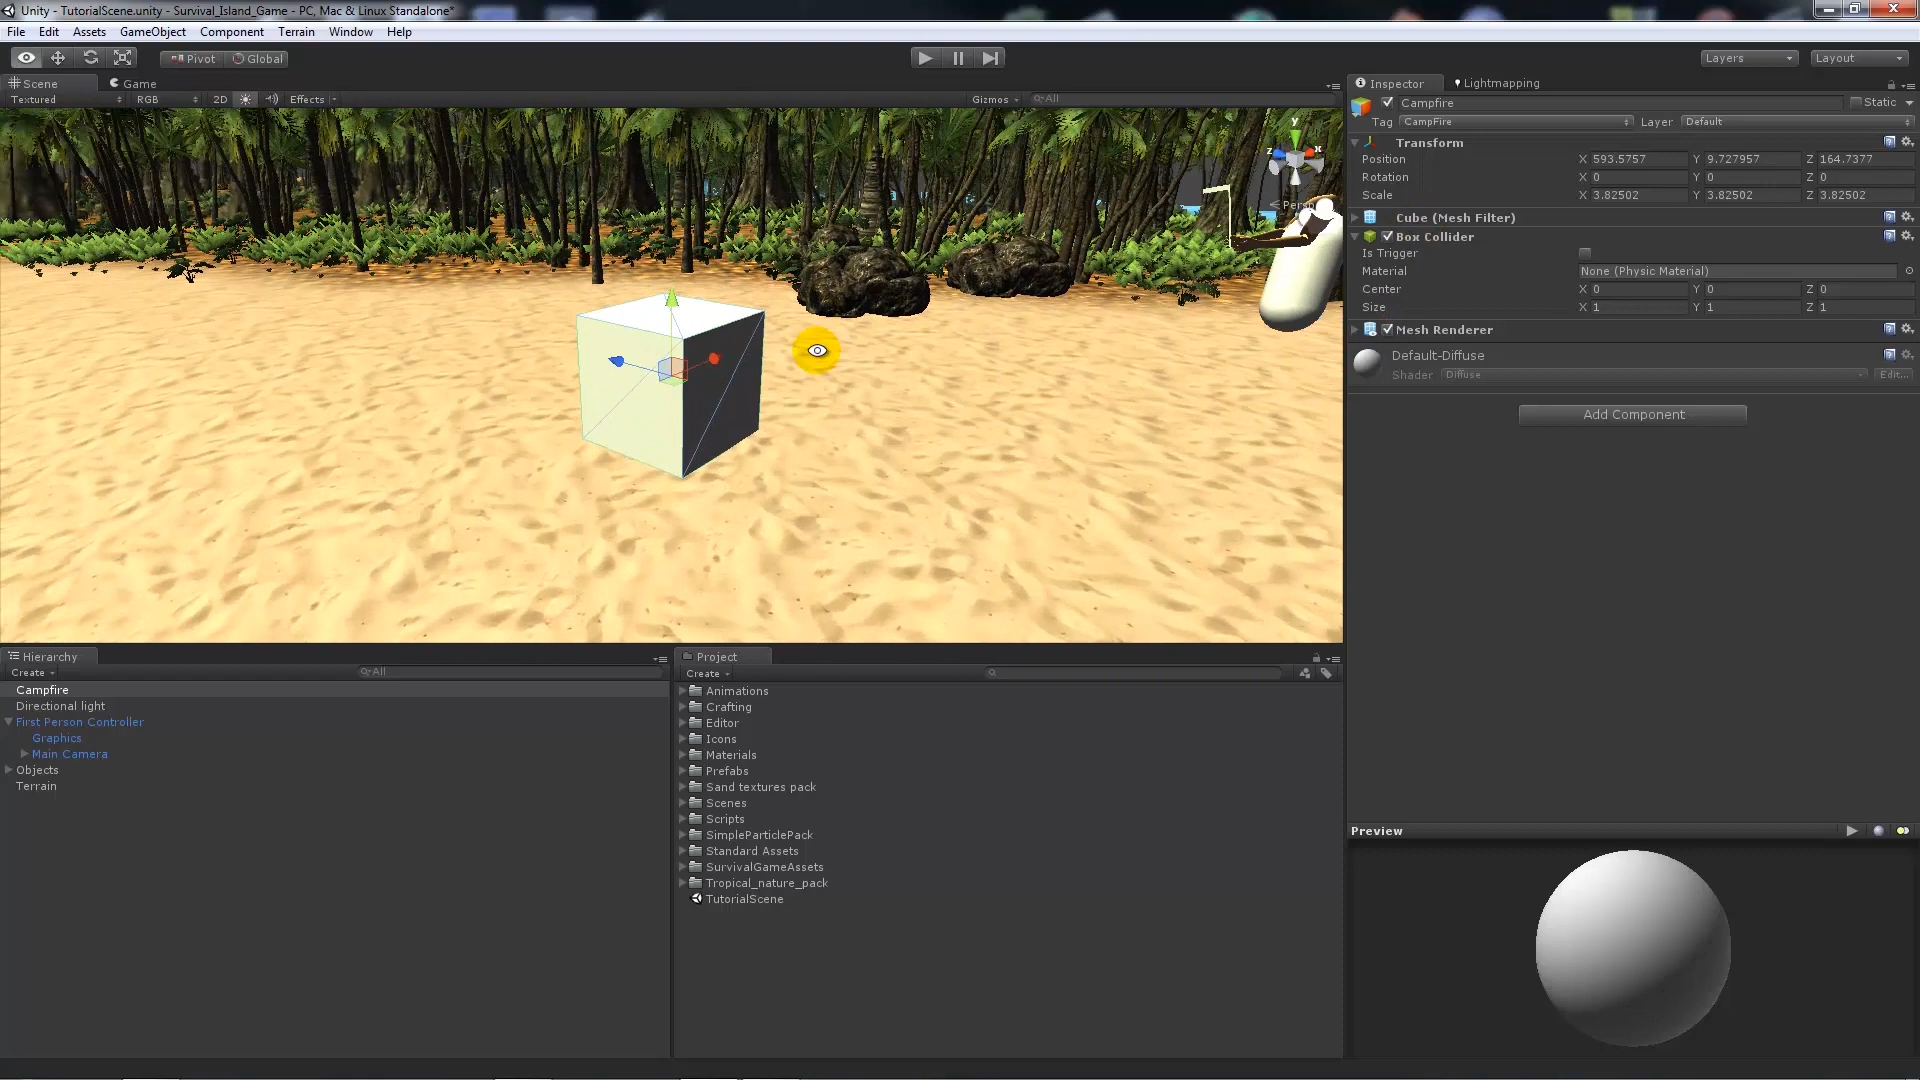 Unity - TutorialScene.unity - Survival_Island_Game - PC, Mac & Linux Standalone*
File Edit Assets GameObject Component Terrain Window Help
Pivot Global Layers Layout
Scene Game
Textured RGB 2D Effects Gizmos All
y
z x
Persp
Inspector Lightmapping
Campfire Static
Tag CampFire Layer Default
Transform
Position X 593.5757 Y 9.727957 Z 164.7377
Rotation X 0 Y 0 Z 0
Scale X 3.82502 Y 3.82502 Z 3.82502
Cube (Mesh Filter)
Box Collider
Is Trigger
Material None (Physic Material)
Center X 0 Y 0 Z 0
Size X 1 Y 1 Z 1
Mesh Renderer
Default-Diffuse
Shader Diffuse Edit...
Add Component
Hierarchy
Create All
Campfire
Directional light
First Person Controller
Graphics
Main Camera
Objects
Terrain
Project
Create
Animations
Crafting
Editor
Icons
Materials
Prefabs
Sand textures pack
Scenes
Scripts
SimpleParticlePack
Standard Assets
SurvivalGameAssets
Tropical_nature_pack
TutorialScene
Preview